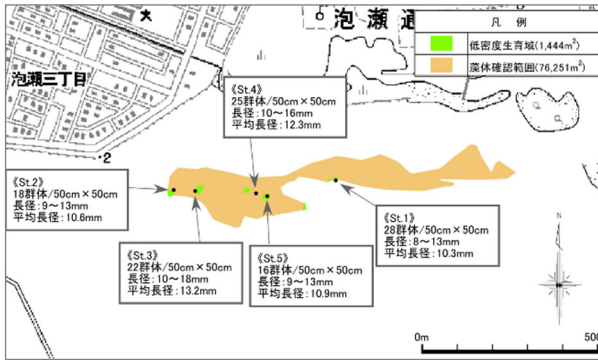 泡瀬通
凡 例
低密度生育域(1,444m²)
藻体確認範囲(76,251m²)
泡瀬三丁目
2
《St.4》
25群体/50cm×50cm
長径:10～16mm
平均長径:12.3mm
《St.2》
18群体/50cm×50cm
長径:9～13mm
平均長径:10.6mm
《St.3》
22群体/50cm×50cm
長径:10～18mm
平均長径:13.2mm
《St.5》
16群体/50cm×50cm
長径:9～13mm
平均長径:10.9mm
《St.1》
28群体/50cm×50cm
長径:8～13mm
平均長径:10.3mm
N
0m
500